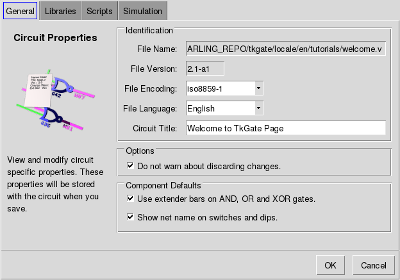 General Libraries Scripts Simulation
Circuit Properties
View and modify circuit
specific properties. These
properties will be stored
with the circuit when you
save.
Identification
File Name: ARLING_REPO/tkgate/locale/en/tutorials/welcome.v
File Version: 2.1-a1
File Encoding: iso8859-1
File Language: English
Circuit Title: Welcome to TkGate Page
Options
Do not warn about discarding changes.
Component Defaults
Use extender bars on AND, OR and XOR gates.
Show net name on switches and dips.
OK Cancel